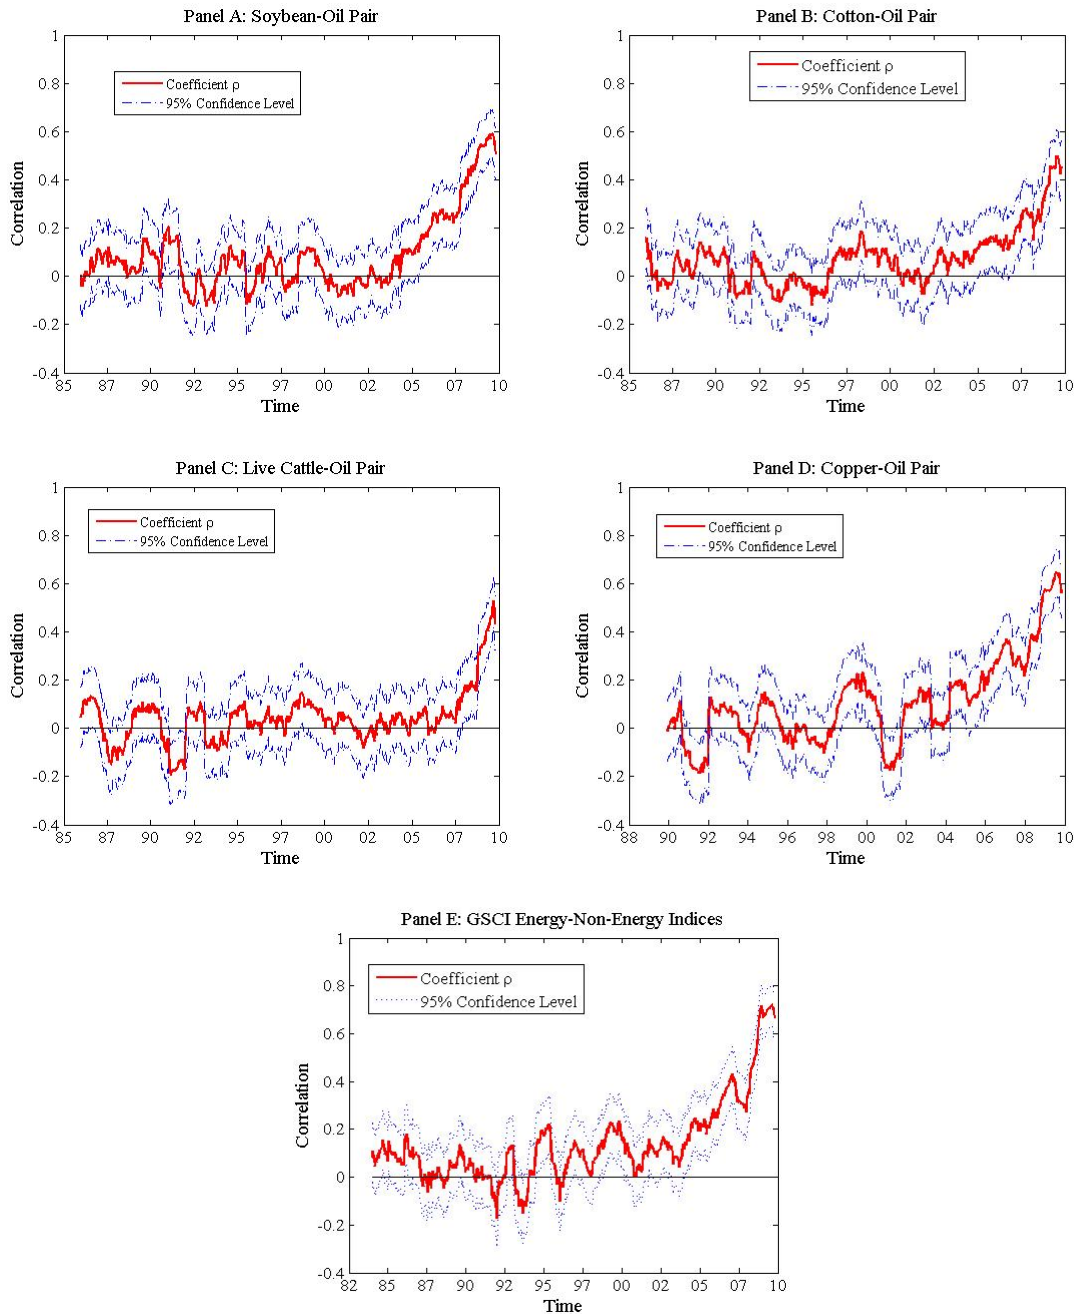 Panel A: Soybean-Oil Pair
1
0.8
0.6
0.4
0.2
0
-0.2
-0.4
Correlation
Coefficient ρ
95% Confidence Level
85 87 90 92 95 97 00 02 05 07 10
Time
Panel B: Cotton-Oil Pair
1
0.8
0.6
0.4
0.2
0
-0.2
-0.4
Correlation
Coefficient ρ
95% Confidence Level
85 87 90 92 95 97 00 02 05 07 10
Time
Panel C: Live Cattle-Oil Pair
1
0.8
0.6
0.4
0.2
0
-0.2
-0.4
Correlation
Coefficient ρ
95% Confidence Level
85 87 90 92 95 97 00 02 05 07 10
Time
Panel D: Copper-Oil Pair
1
0.8
0.6
0.4
0.2
0
-0.2
-0.4
Correlation
Coefficient ρ
95% Confidence Level
90 92 94 96 98 00 02 04 06 08 10
Time
Panel E: GSCI Energy-Non-Energy Indices
1
0.8
0.6
0.4
0.2
0
-0.2
-0.4
Correlation
Coefficient ρ
95% Confidence Level
82 85 87 90 92 95 97 00 02 05 07 10
Time